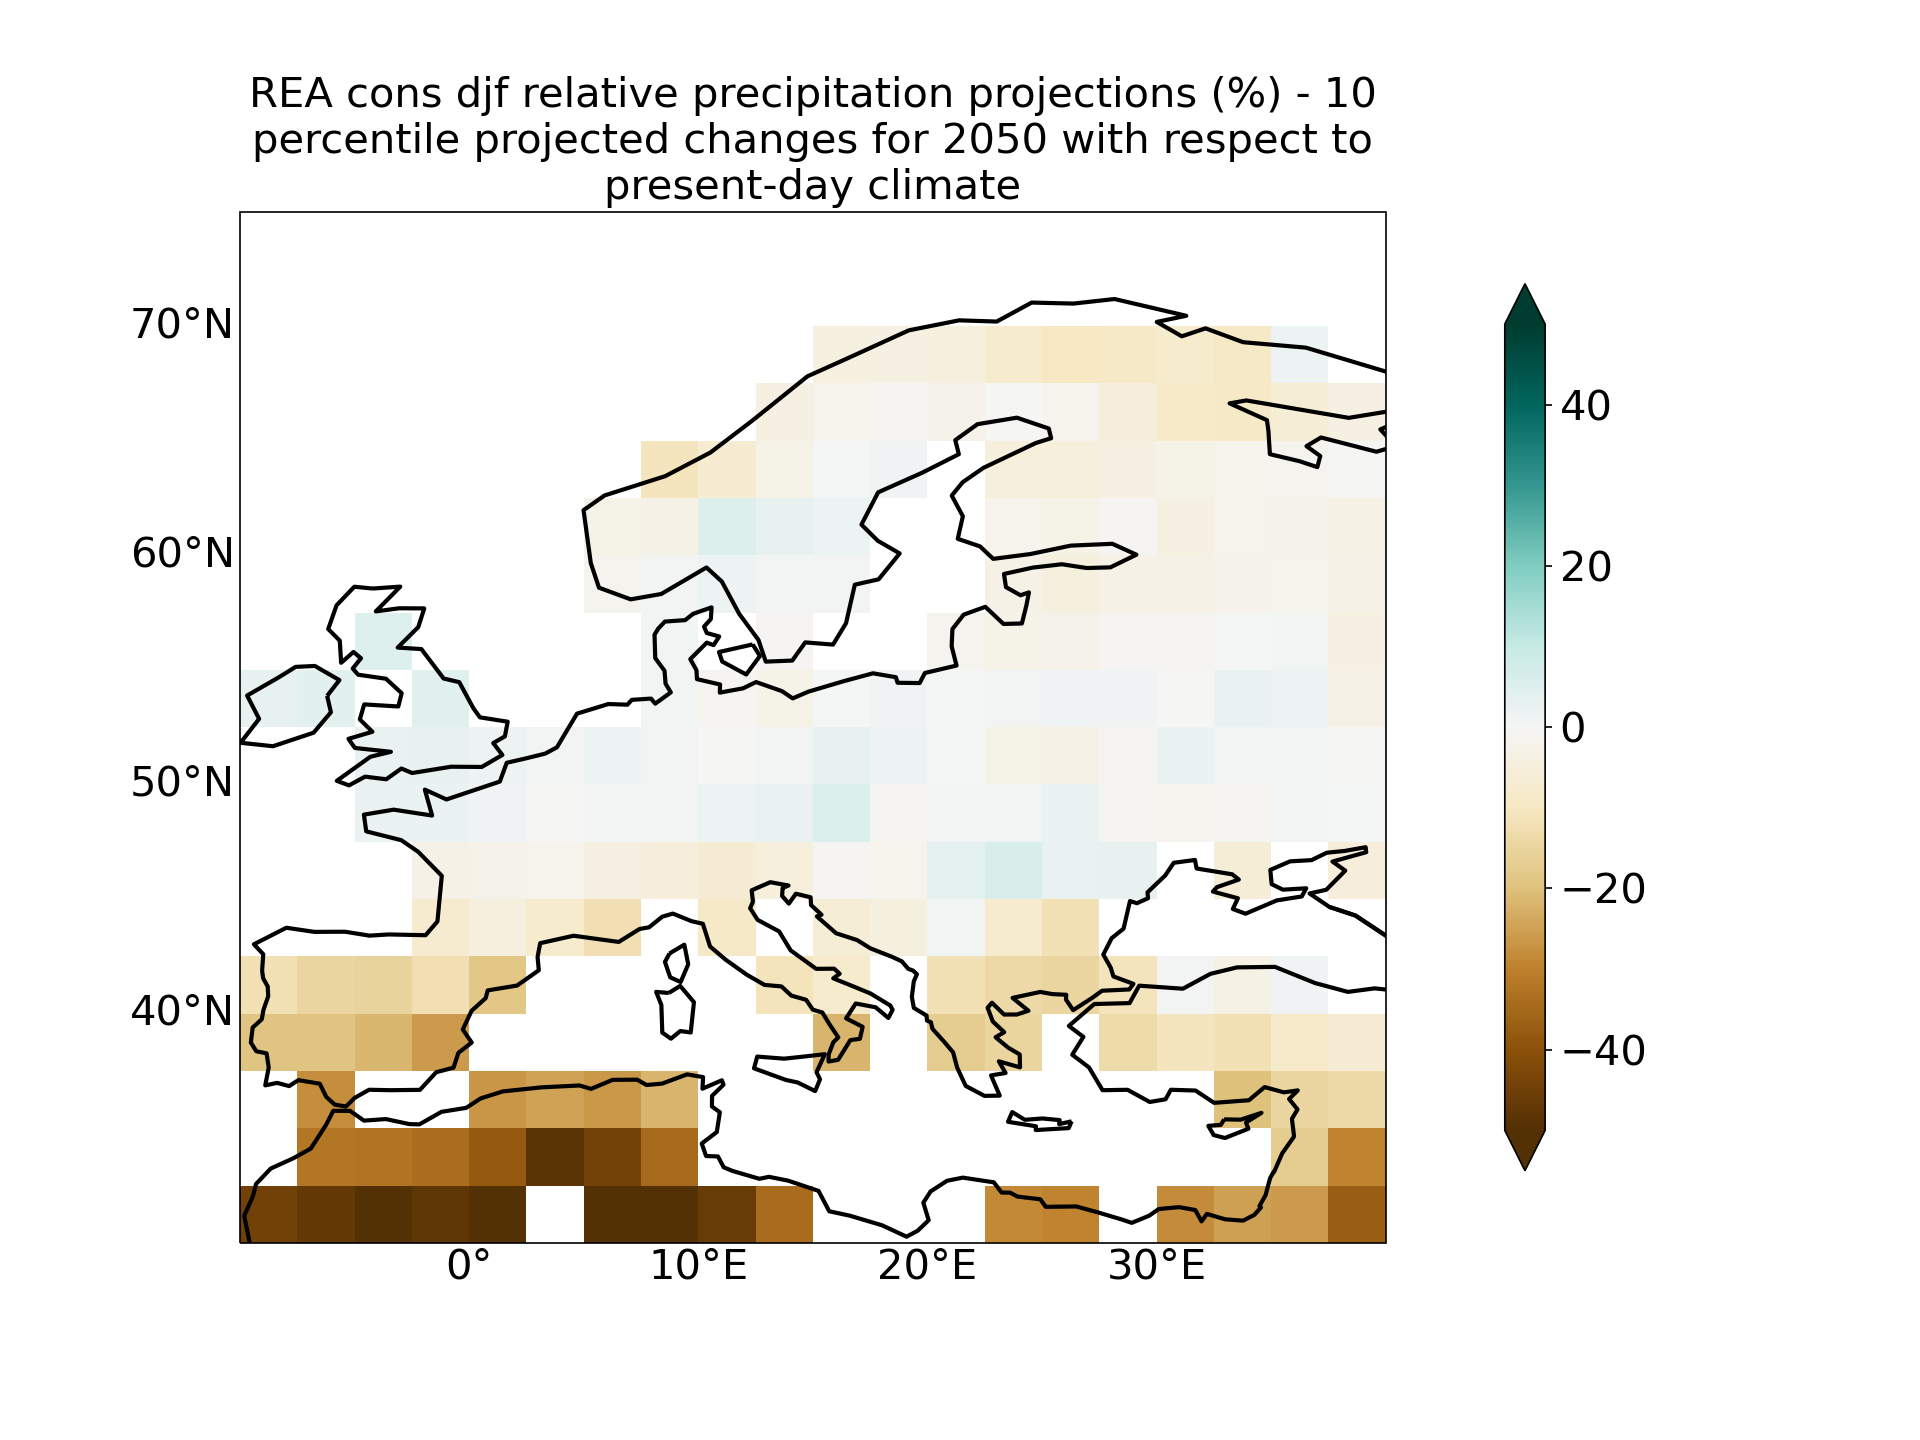 REA cons djf relative precipitation projections (%) - 10
percentile projected changes for 2050 with respect to
present-day climate
70°N
60°N
50°N
40°N
0°
10°E
20°E
30°E
40
20
0
−20
−40